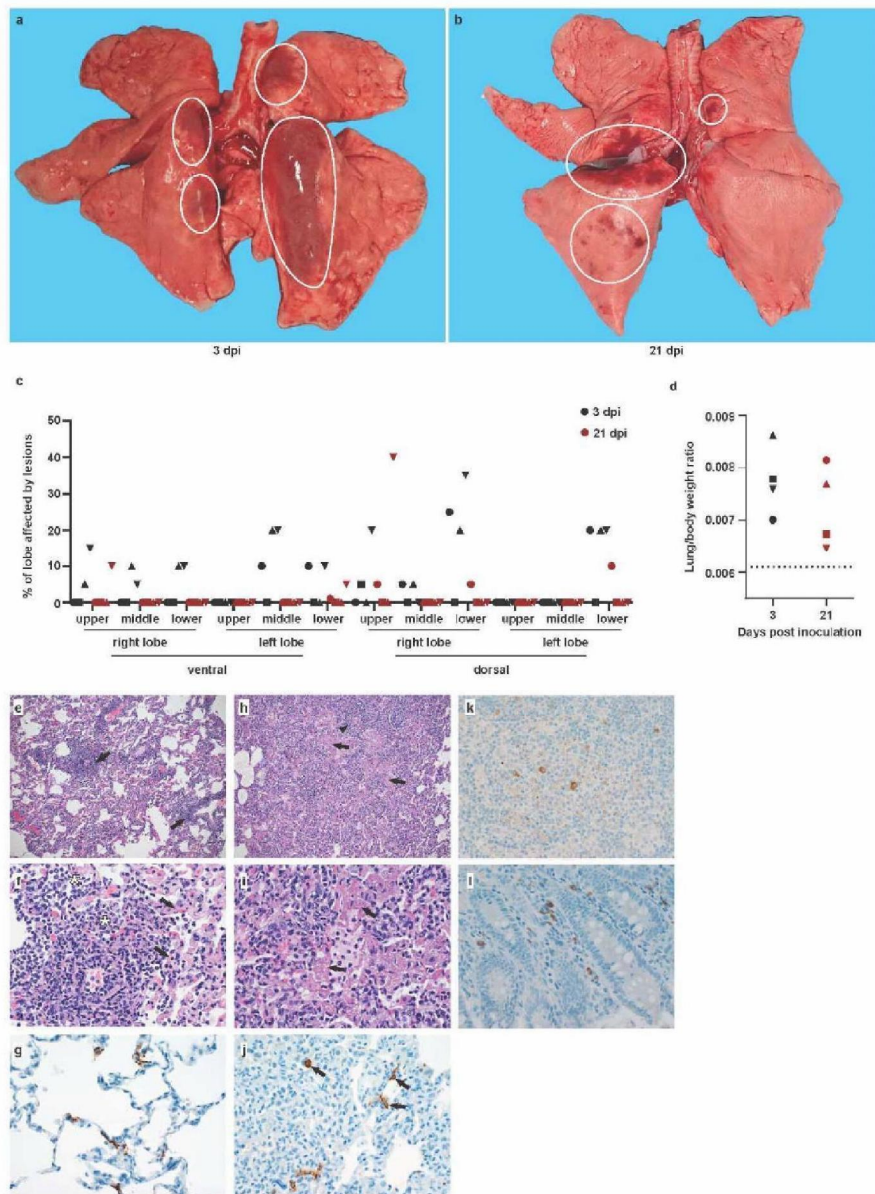 a
b
3 dpi
21 dpi
c
d
3 dpi
21 dpi
% of lobe affected by lesions
50
40
30
20
10
0
upper middle lower upper middle lower upper middle lower upper middle lower
right lobe left lobe right lobe left lobe
ventral dorsal
Lung/body weight ratio
0.009
0.008
0.007
0.006
3 21
Days post inoculation
e
h
k
f
i
l
*
*
g
j